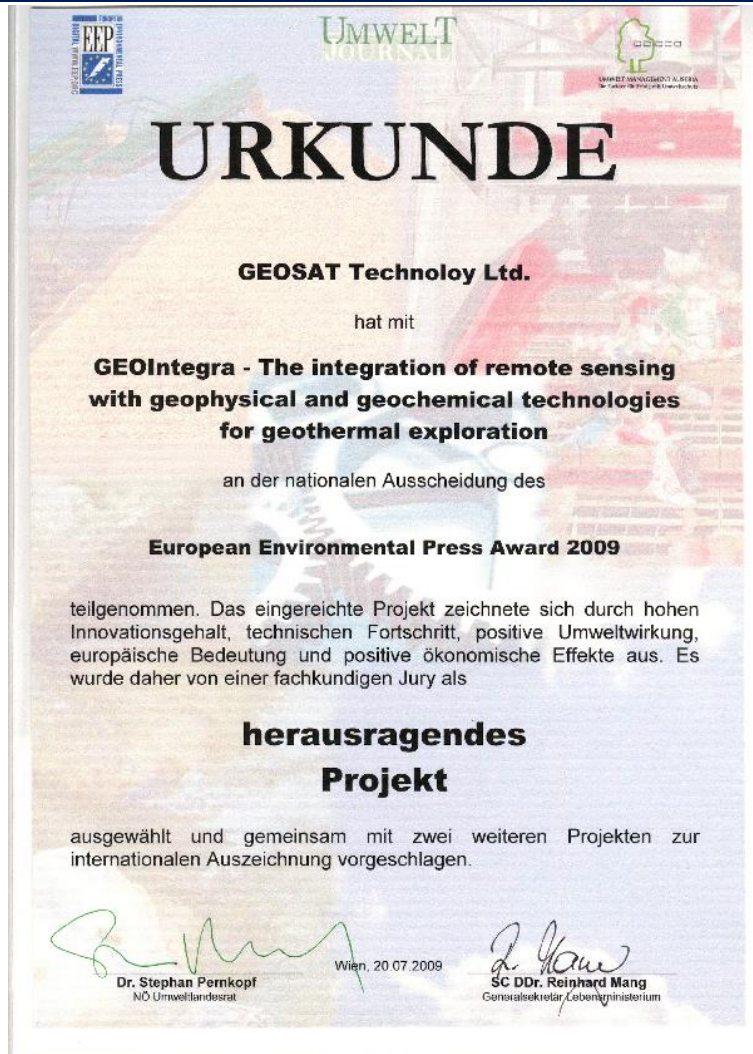 EEP
UMWELT
JOURNAL
UMWELT MANAGEMENT AUSTRIA
URKUNDE
GEOSAT Technoloy Ltd.
hat mit
GEOIntegra - The integration of remote sensing
with geophysical and geochemical technologies
for geothermal exploration
an der nationalen Ausscheidung des
European Environmental Press Award 2009
teilgenommen. Das eingereichte Projekt zeichnete sich durch hohen
Innovationsgehalt, technischen Fortschritt, positive Umweltwirkung,
europäische Bedeutung und positive ökonomische Effekte aus. Es
wurde daher von einer fachkundigen Jury als
herausragendes
Projekt
ausgewählt und gemeinsam mit zwei weiteren Projekten zur
internationalen Auszeichnung vorgeschlagen.
Wien, 20.07.2009
Dr. Stephan Pernkopf
NÖ Umweltlandesrat
SC DDr. Reinhard Mang
Generalsekretär Lebensministerium